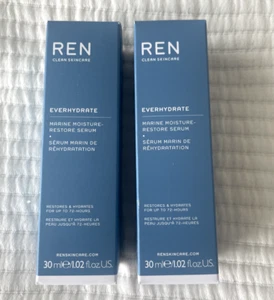 REN
CLEAN SKINCARE
EVERHYDRATE
MARINE MOISTURE-
RESTORE SERUM
•
SÉRUM MARIN DE
RÉHYDRATATION
RESTORES & HYDRATES
FOR UP TO 72-HOURS
RESTAURE ET HYDRATE LA
PEAU JUSQU'À 72-HEURES
RENSKINCARE.COM
30 ml℮1.02 fl.oz.US.
REN
CLEAN SKINCARE
EVERHYDRATE
MARINE MOISTURE-
RESTORE SERUM
•
SÉRUM MARIN DE
RÉHYDRATATION
RESTORES & HYDRATES
FOR UP TO 72-HOURS
RESTAURE ET HYDRATE LA
PEAU JUSQU'À 72-HEURES
RENSKINCARE.COM
30 ml℮1.02 fl.oz.US.